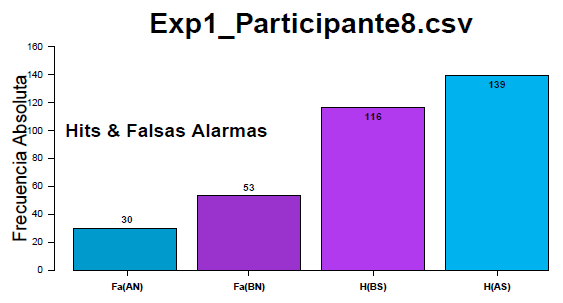 Exp1_Participante8.csv
Frecuencia Absoluta
160
140
120
100
80
60
40
20
0
Hits & Falsas Alarmas
30
53
116
139
Fa(AN)
Fa(BN)
H(BS)
H(AS)